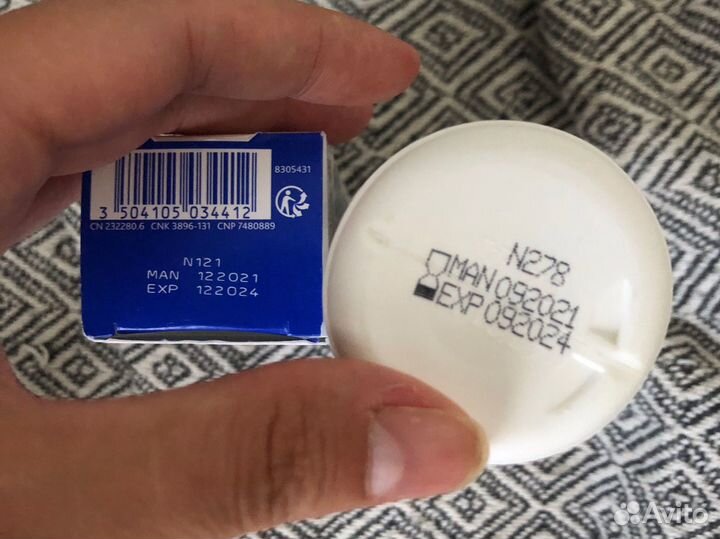 8305431
3 504105 034412
CN 232280.6 CNK 3896-131 CNP 7480889
N121
MAN 122021
EXP 122024
N278
MAN 092021
EXP 092024
Avito